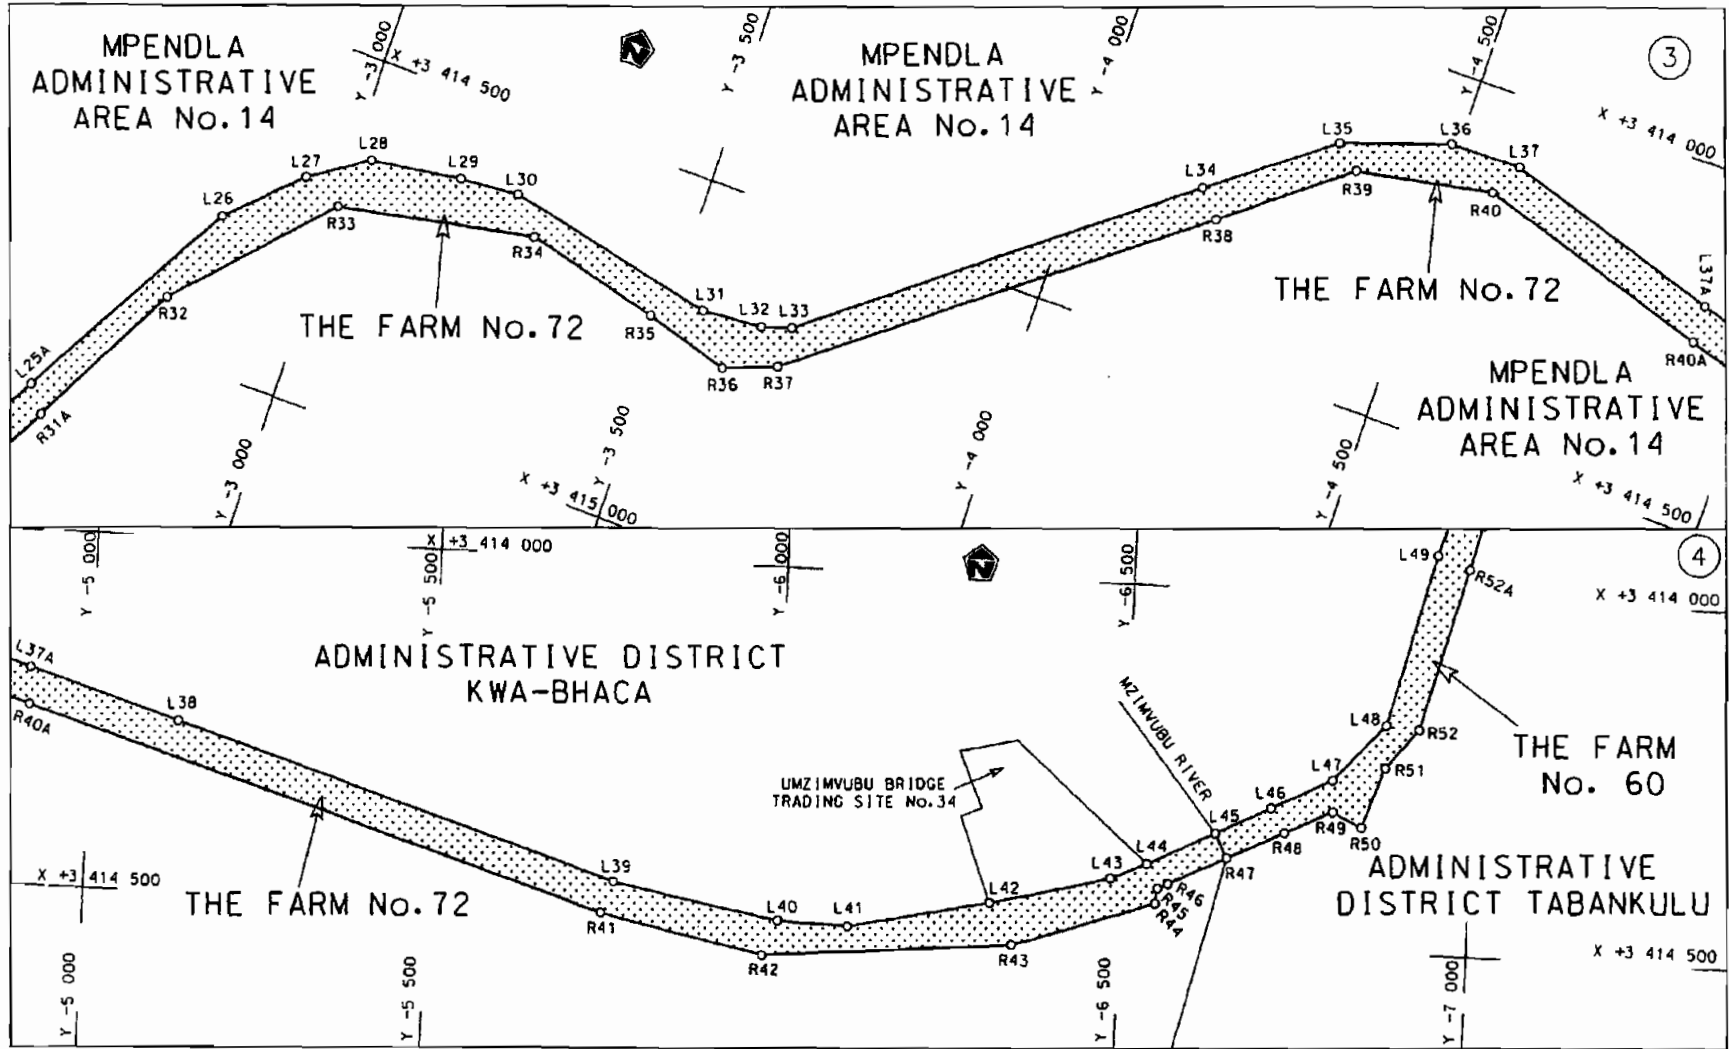 MPENDLA
ADMINISTRATIVE
AREA No.14
Y -3 000
X +3 414 500
N
Y -3 500
MPENDLA
ADMINISTRATIVE
AREA No.14
Y -4 000
Y -4 500
3
X +3 414 000
L25A
L26
L27
L28
L29
L30
L31
L32
L33
L34
L35
L36
L37
L37A
R31A
R32
R33
R34
R35
R36
R37
R38
R39
R40
R40A
THE FARM No.72
THE FARM No.72
MPENDLA
ADMINISTRATIVE
AREA No.14
Y -3 000
X +3 415 000
Y -3 500
Y -4 000
Y -4 500
X +3 414 500
Y -5 000
Y -5 500
X +3 414 000
Y -6 000
N
Y -6 500
4
X +3 414 000
ADMINISTRATIVE DISTRICT
KWA-BHACA
L37A
L38
L39
L40
L41
L42
L43
L44
L45
L46
L47
L48
L49
R40A
R41
R42
R43
R44
R45
R46
R47
R48
R49
R50
R51
R52
R52A
UMZIMVUBU BRIDGE
TRADING SITE No.34
MZIMVUBU RIVER
THE FARM
No. 60
X +3 414 500
THE FARM No.72
ADMINISTRATIVE
DISTRICT TABANKULU
X +3 414 500
Y -5 000
Y -5 500
Y -6 500
Y -7 000